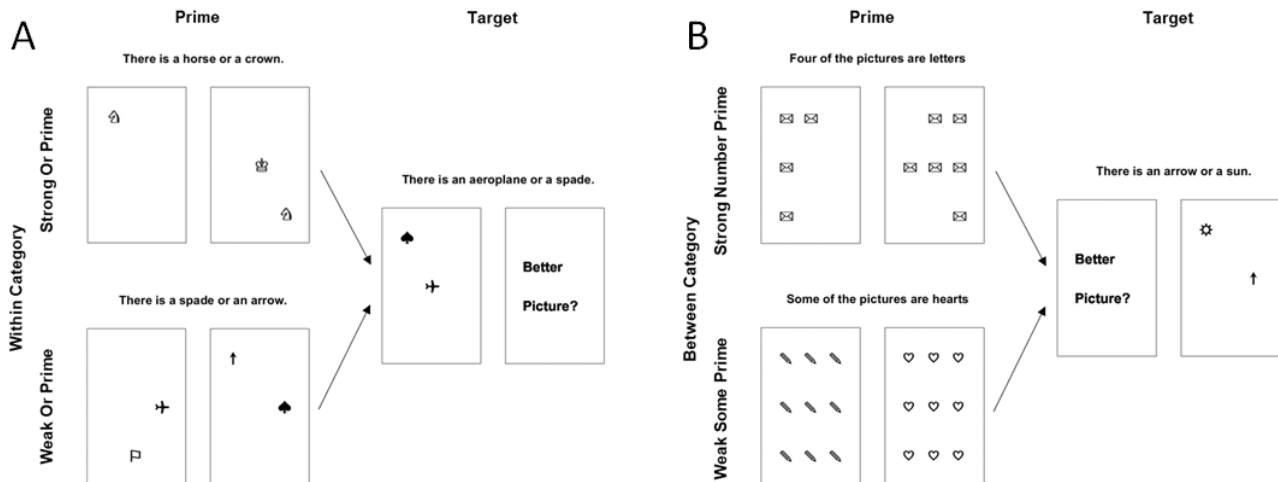 A
Prime
Target
There is a horse or a crown.
Strong Or Prime
Within Category
There is an aeroplane or a spade.
Better
Picture?
There is a spade or an arrow.
Weak Or Prime
B
Prime
Target
Four of the pictures are letters
Strong Number Prime
Between Category
There is an arrow or a sun.
Better
Picture?
Some of the pictures are hearts
Weak Some Prime